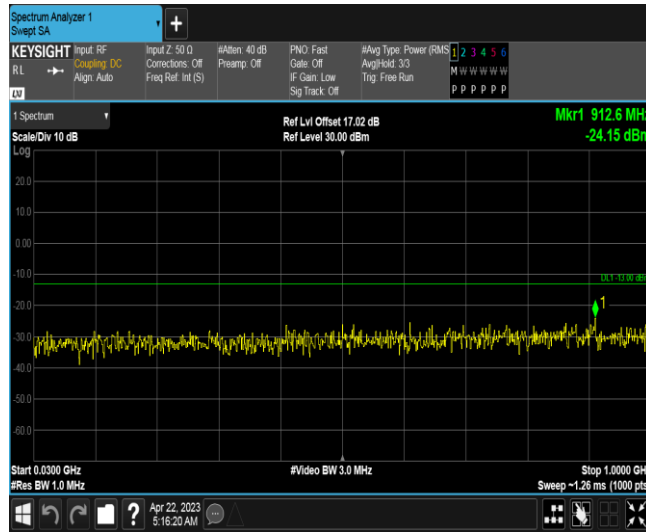 Spectrum Analyzer 1
Swept SA
+
KEYSIGHT Input: RF Input Z: 50 Ω #Atten: 40 dB PNO: Fast #Avg Type: Power (RMS 1 2 3 4 5 6
RL Coupling: DC Corrections: Off Preamp: Off Gate: Off Avg|Hold: 3/3 M W W W W W
Align: Auto Freq Ref: Int (S) IF Gain: Low Trig: Free Run
Sig Track: Off P P P P P P
LXI
1 Spectrum Ref Lvl Offset 17.02 dB Mkr1 912.6 MHz
Scale/Div 10 dB Ref Level 30.00 dBm -24.15 dBm
Log
20.0
10.0
0.00
-10.0
DL1 -13.00 dBm
-20.0
1
-30.0
-40.0
-50.0
-60.0
Start 0.0300 GHz #Video BW 3.0 MHz Stop 1.0000 GHz
#Res BW 1.0 MHz Sweep ~1.26 ms (1000 pts)
? Apr 22, 2023
5:16:20 AM